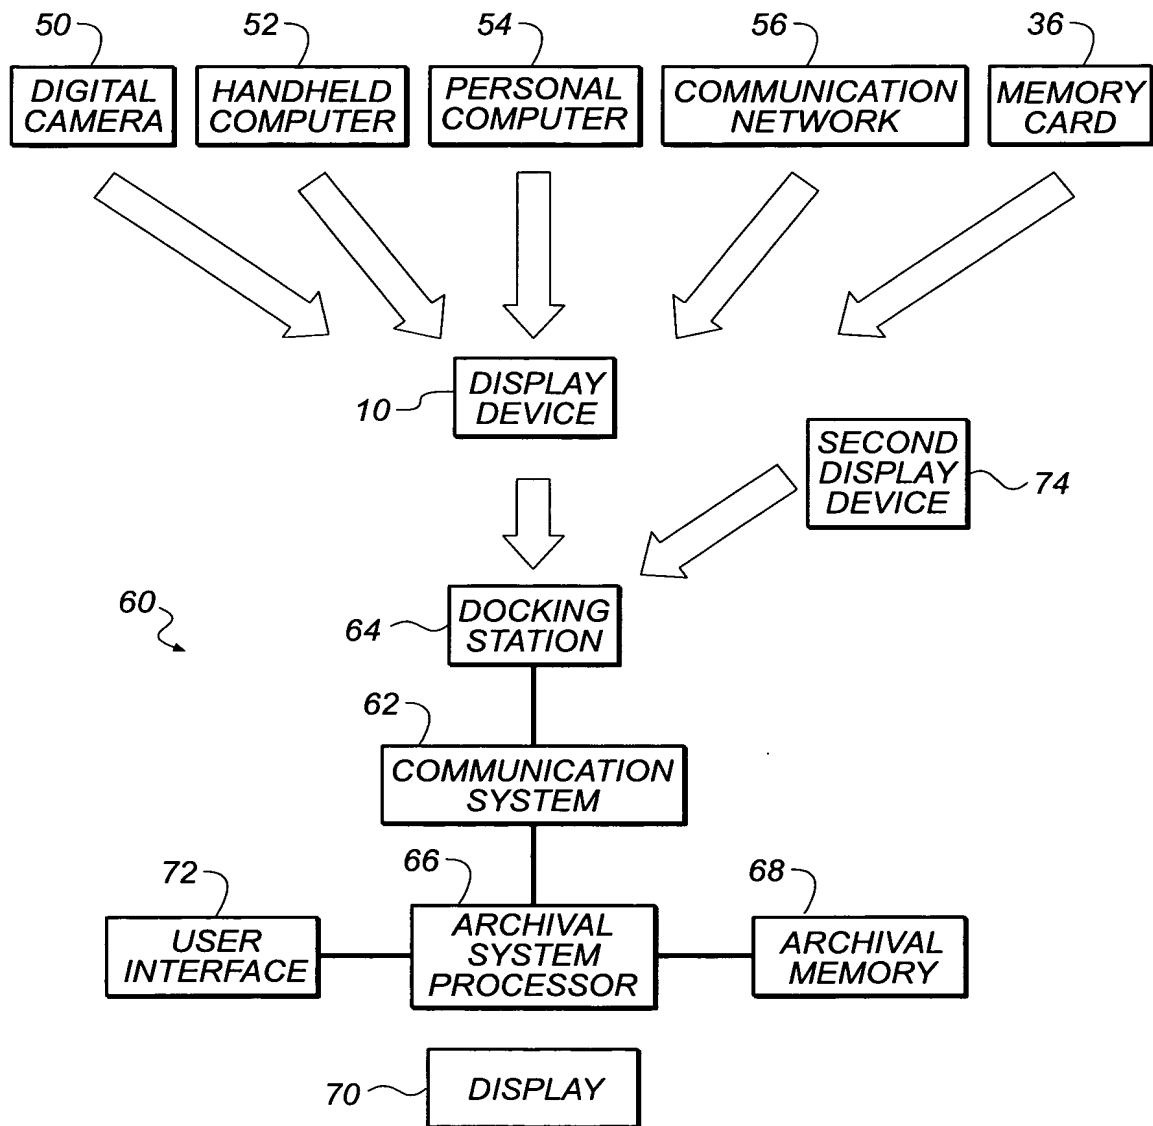 50 52 54 56 36
DIGITAL
CAMERA
HANDHELD
COMPUTER
PERSONAL
COMPUTER
COMMUNICATION
NETWORK
MEMORY
CARD
10
DISPLAY
DEVICE
SECOND
DISPLAY
DEVICE
74
60
64
DOCKING
STATION
62
COMMUNICATION
SYSTEM
72
66
68
USER
INTERFACE
ARCHIVAL
SYSTEM
PROCESSOR
ARCHIVAL
MEMORY
70
DISPLAY